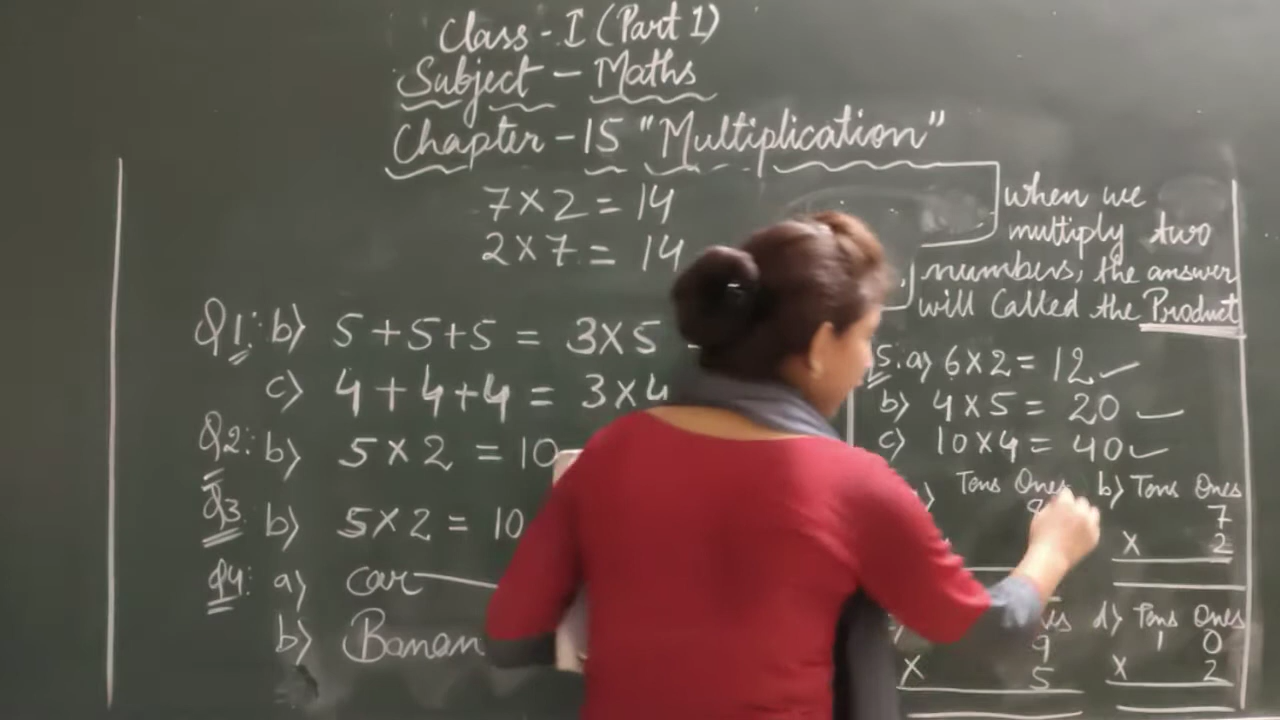 Class - I (Part 1)
Subject - Maths
Chapter - 15 "Multiplication"
7 X 2 = 14
2 X 7 = 14
when we
multiply two
numbers, the answer
will Called the Product
Q1: b) 5 + 5 + 5 = 3 X 5
c) 4 + 4 + 4 = 3 X 4
Q2: b) 5 X 2 = 10
Q3 b) 5 X 2 = 10
Q4: a) car
b) Banan
5. a) 6 X 2 = 12
b) 4 X 5 = 20
c) 10 X 4 = 40
Tens Ones
b) Tens Ones
7
X 2
9
X 5
d) Tens Ones
1 0
X 2